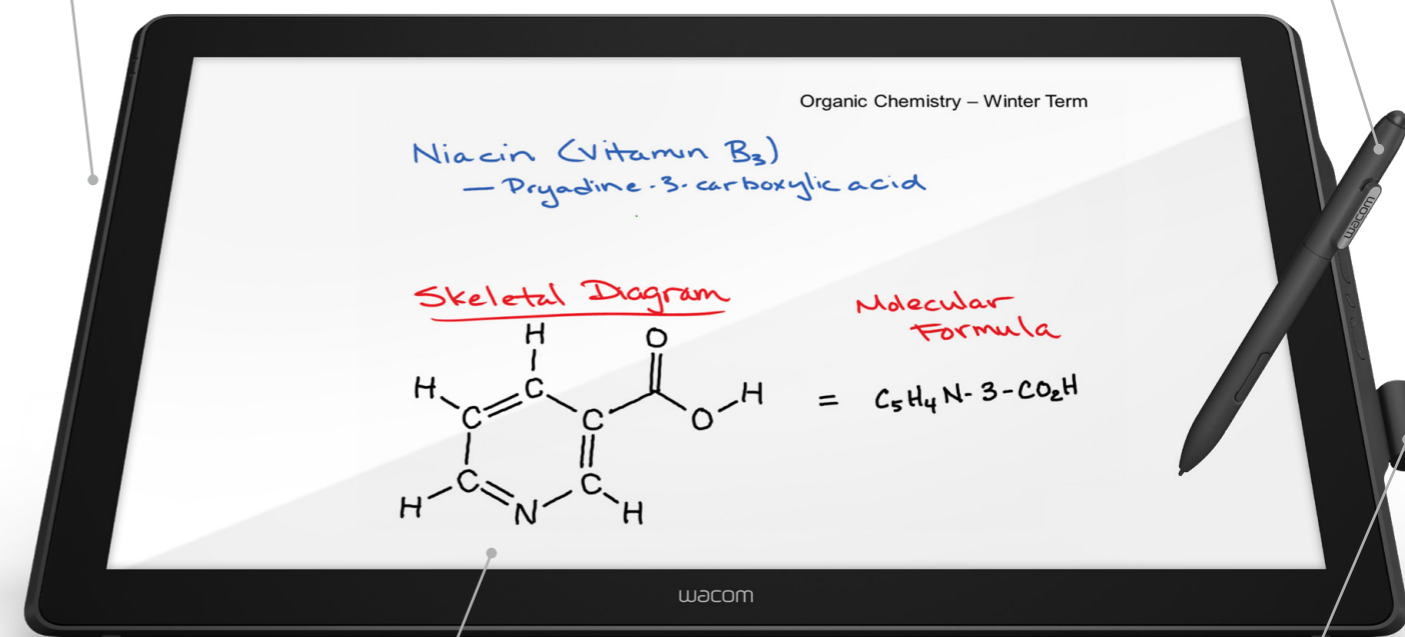 Organic Chemistry – Winter Term
Niacin (Vitamin B₃)
— Pryadine-3-carboxylic acid
Skeletal Diagram
Molecular
Formula
H
O
H
C
C
C
O
H
= C₅H₄N-3-CO₂H
C
C
H
N
H
wacom
wacom